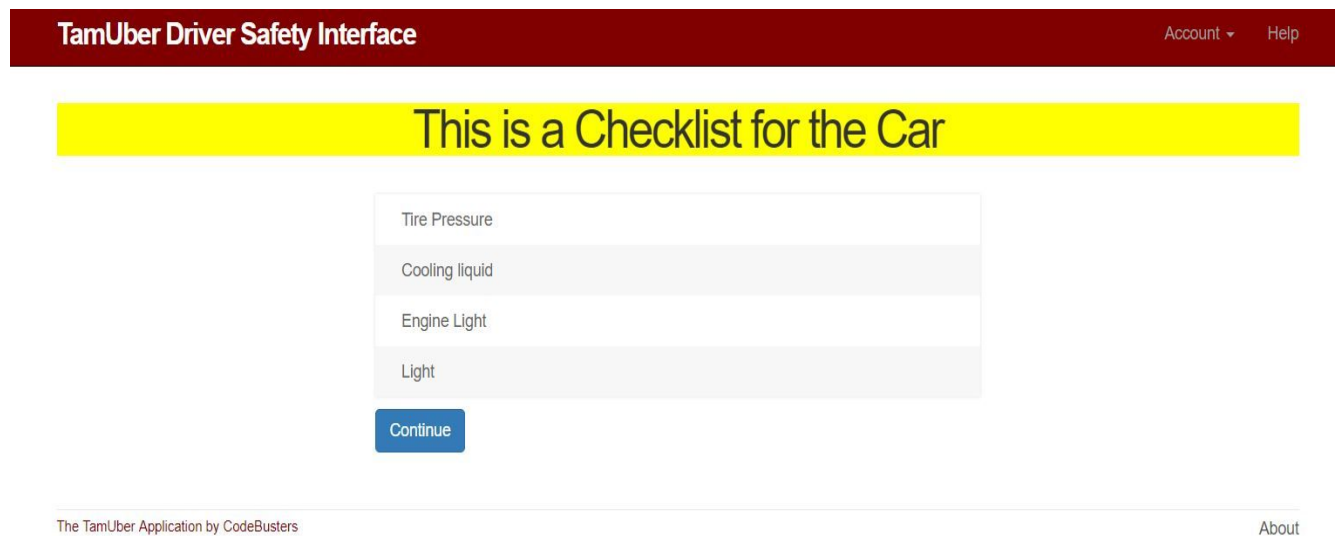 TamUber Driver Safety Interface
Account Help
This is a Checklist for the Car
Tire Pressure
Cooling liquid
Engine Light
Light
Continue
The TamUber Application by CodeBusters
About